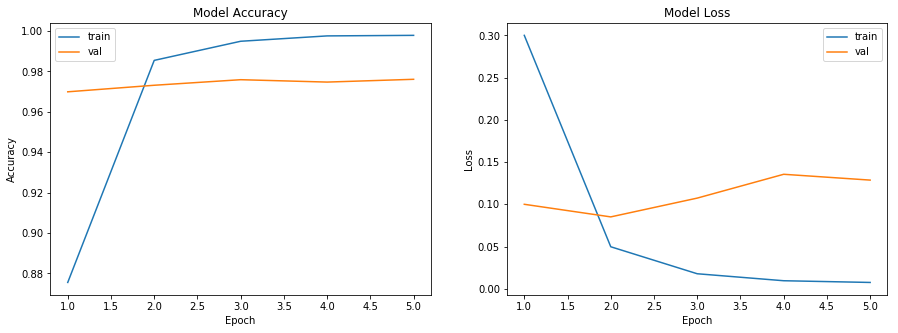 Model Accuracy
train
val
1.00
0.98
0.96
0.94
0.92
0.90
0.88
Accuracy
1.0 1.5 2.0 2.5 3.0 3.5 4.0 4.5 5.0
Epoch
Model Loss
train
val
0.30
0.25
0.20
0.15
0.10
0.05
0.00
Loss
1.0 1.5 2.0 2.5 3.0 3.5 4.0 4.5 5.0
Epoch